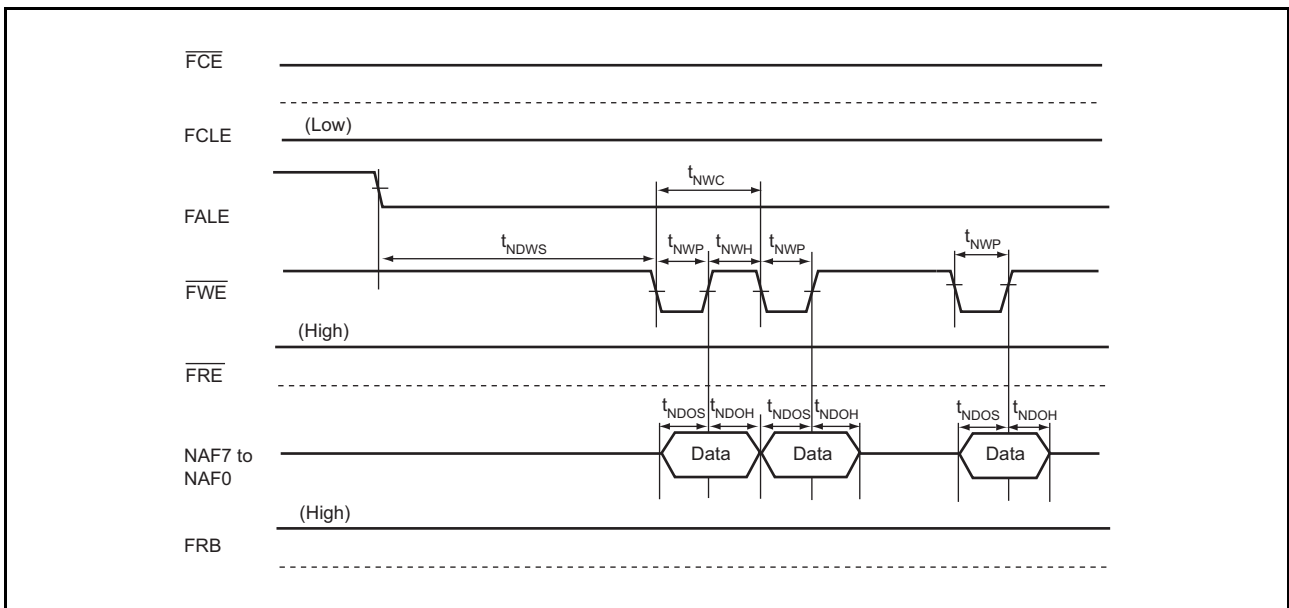 FCE
FCLE
(Low)
tNWC
FALE
tNDWS
tNWP
tNWH
tNWP
tNWP
FWE
(High)
FRE
tNDOS
tNDOH
tNDOS
tNDOH
tNDOS
tNDOH
NAF7 to
NAF0
Data
Data
Data
(High)
FRB